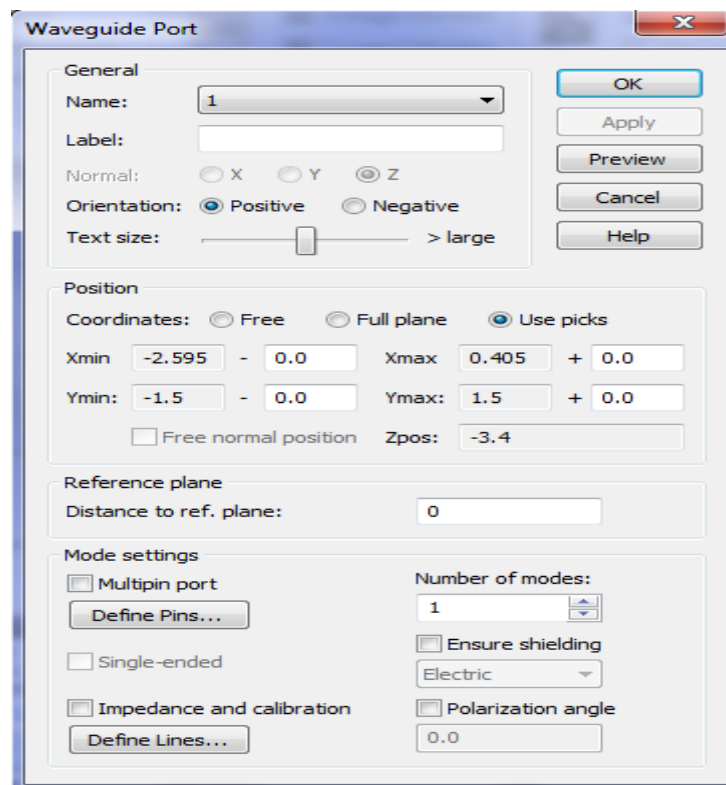 Waveguide Port
General
Name: 1
Label:
Normal: X Y Z
Orientation: Positive Negative
Text size: > large
OK
Apply
Preview
Cancel
Help
Position
Coordinates: Free Full plane Use picks
Xmin -2.595 - 0.0 Xmax 0.405 + 0.0
Ymin: -1.5 - 0.0 Ymax: 1.5 + 0.0
Free normal position Zpos: -3.4
Reference plane
Distance to ref. plane: 0
Mode settings
Multipin port
Define Pins...
Single-ended
Impedance and calibration
Define Lines...
Number of modes:
1
Ensure shielding
Electric
Polarization angle
0.0